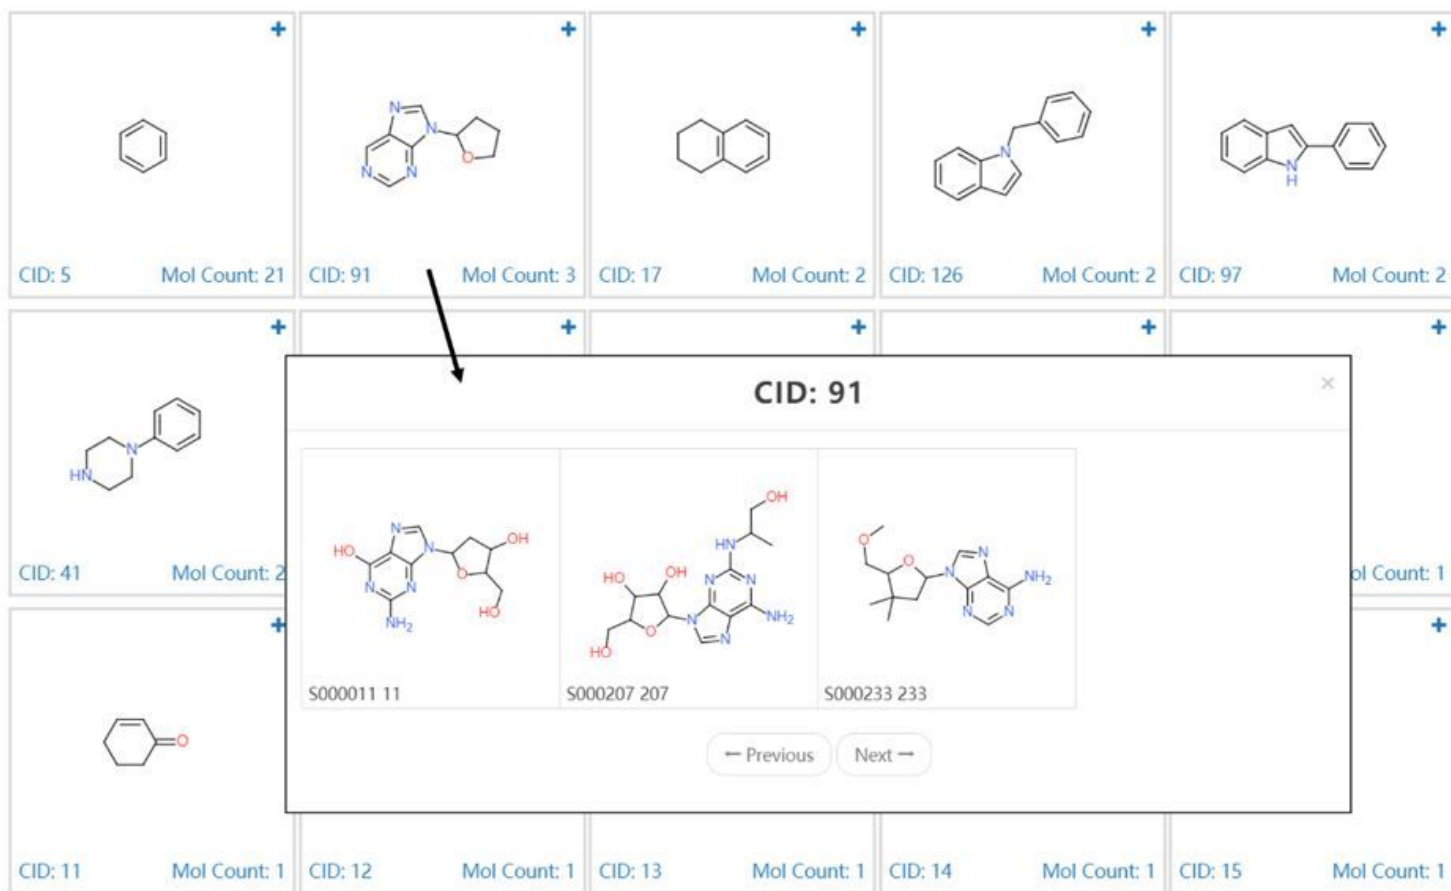 + + + + +
N
N
N
N
O
N
N
H
CID: 5 Mol Count: 21 CID: 91 Mol Count: 3 CID: 17 Mol Count: 2 CID: 126 Mol Count: 2 CID: 97 Mol Count: 2
+ + + + +
CID: 91 ×
N
HN
CID: 41 Mol Count: 2
ol Count: 1
HO
N
N
OH
O
N
N
HO
NH2
OH
HN
HO
OH
N
N
O
N
NH2
N
HO
O
O
N
N
NH2
N
N
S000011 11 S000207 207 S000233 233
+ +
← Previous Next →
O
CID: 11 Mol Count: 1 CID: 12 Mol Count: 1 CID: 13 Mol Count: 1 CID: 14 Mol Count: 1 CID: 15 Mol Count: 1